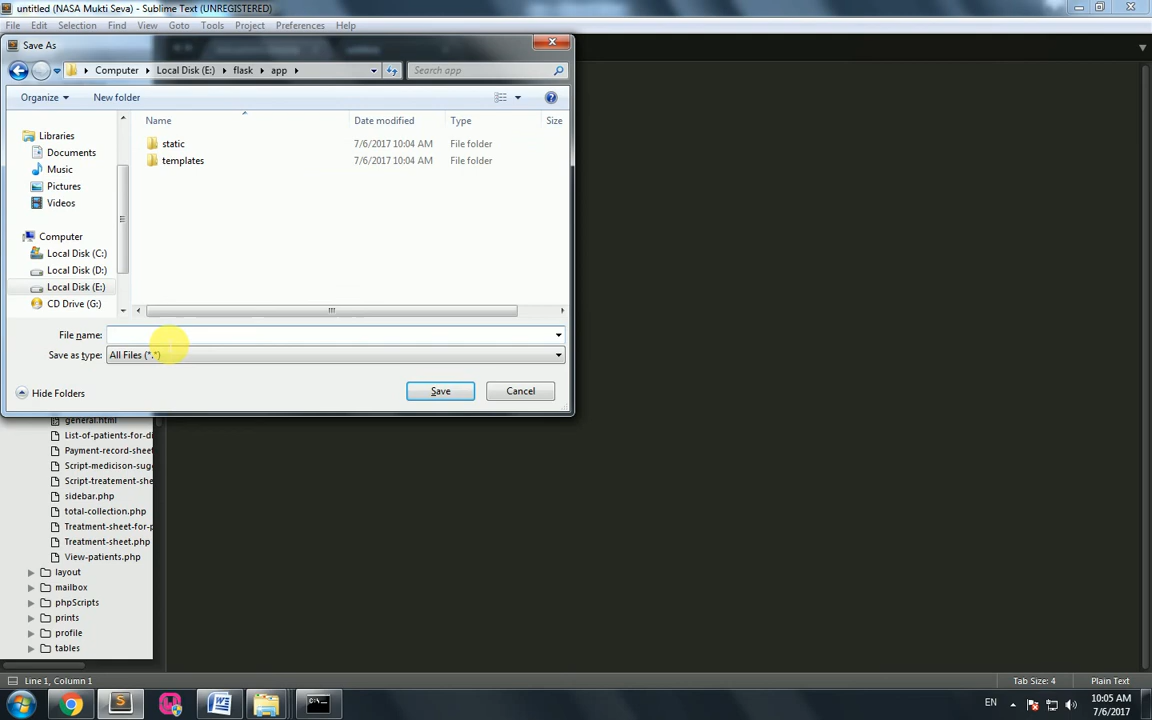 untitled (NASA Mukti Seva) - Sublime Text (UNREGISTERED)
File Edit Selection Find View Goto Tools Project Preferences Help
Save As
Computer Local Disk (E:) flask app Search app
Organize New folder
Name Date modified Type Size
static 7/6/2017 10:04 AM File folder
templates 7/6/2017 10:04 AM File folder
Libraries
Documents
Music
Pictures
Videos
Computer
Local Disk (C:)
Local Disk (D:)
Local Disk (E:)
CD Drive (G:)
File name:
Save as type: All Files (*.*)
Hide Folders Save Cancel
general.html
List-of-patients-for-di
Payment-record-sheet
Script-medicison-sug
Script-treatement-she
sidebar.php
total-collection.php
Treatment-sheet-for-p
Treatment-sheet.php
View-patients.php
layout
mailbox
phpScripts
prints
profile
tables
Line 1, Column 1 Tab Size: 4 Plain Text
EN 10:05 AM
7/6/2017